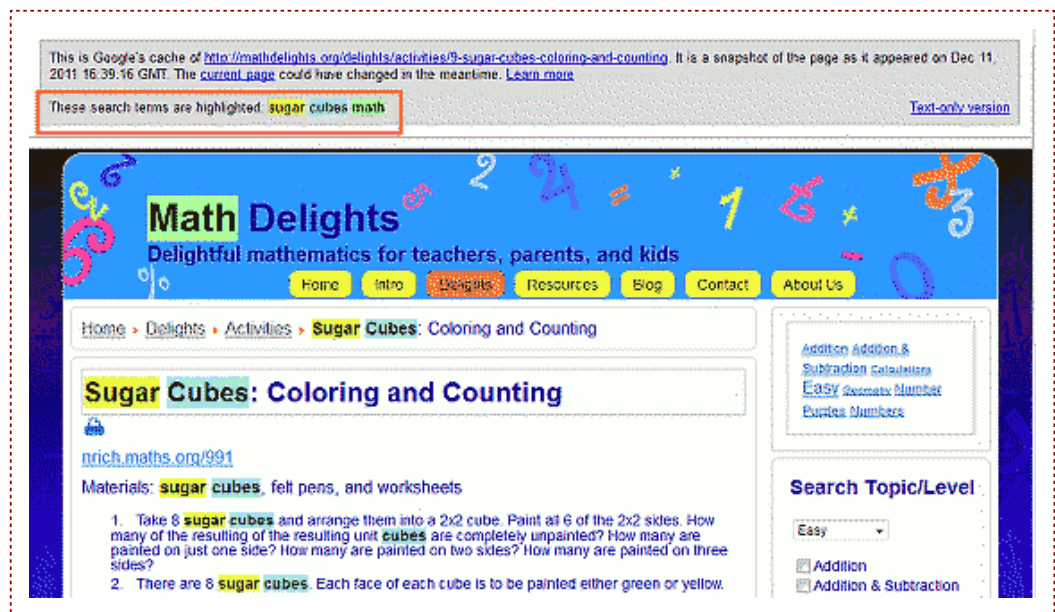 This is Google's cache of http://mathdelights.org/delights/activities/9-sugar-cubes-coloring-and-counting. It is a snapshot of the page as it appeared on Dec 11,
2011 16:39:16 GMT. The current page could have changed in the meantime. Learn more
These search terms are highlighted: sugar cubes math
Text-only version
Math Delights
Delightful mathematics for teachers, parents, and kids
Home Intro Delights Resources Blog Contact About Us
Home Delights Activities Sugar Cubes: Coloring and Counting
Sugar Cubes: Coloring and Counting
nrich.maths.org/991
Materials: sugar cubes, felt pens, and worksheets
1. Take 8 sugar cubes and arrange them into a 2x2 cube. Paint all 6 of the 2x2 sides. How
many of the resulting of the resulting unit cubes are completely unpainted? How many are
painted on just one side? How many are painted on two sides? How many are painted on three
sides?
2. There are 8 sugar cubes. Each face of each cube is to be painted either green or yellow.
Addition Addition &
Subtraction Calculations
Easy Geometry Number
Puzzles Numbers
Search Topic/Level
Easy
Addition
Addition & Subtraction